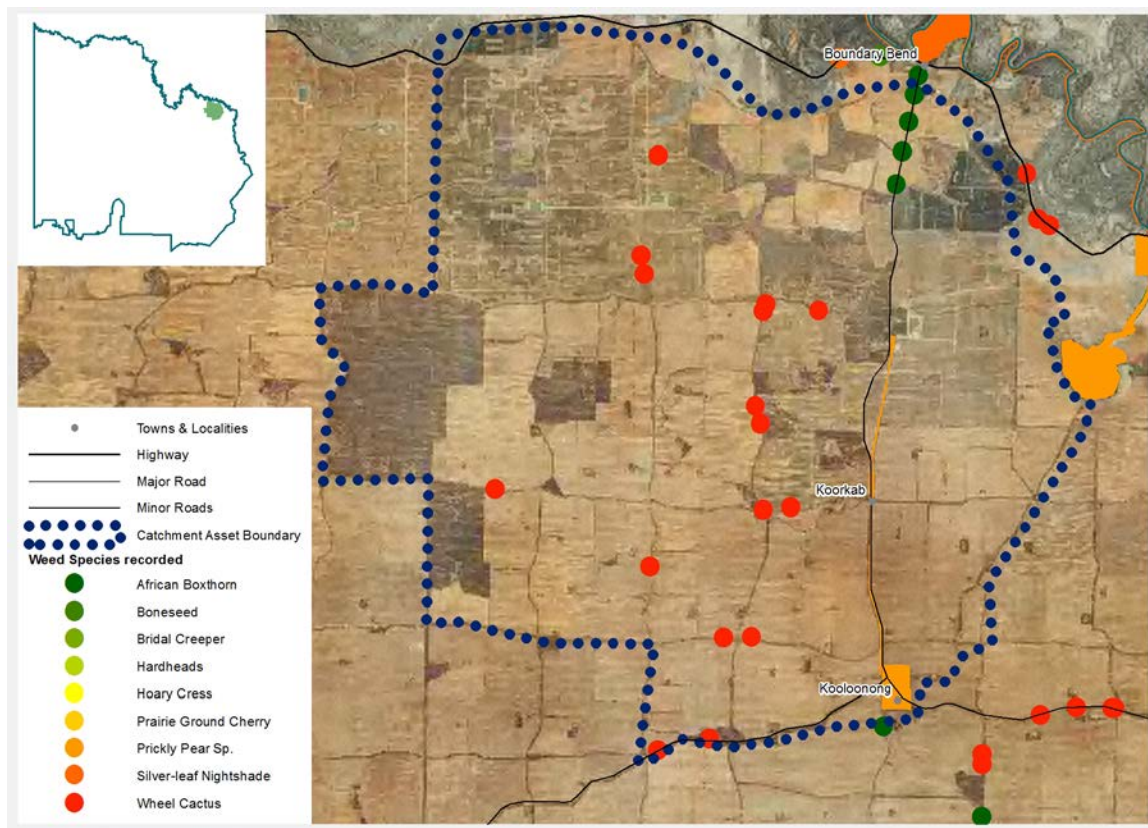 Boundary Bend
Koorkab
Kooloonong
Towns & Localities
Highway
Major Road
Minor Roads
Catchment Asset Boundary
Weed Species recorded
African Boxthorn
Boneseed
Bridal Creeper
Hardheads
Hoary Cress
Prairie Ground Cherry
Prickly Pear Sp.
Silver-leaf Nightshade
Wheel Cactus